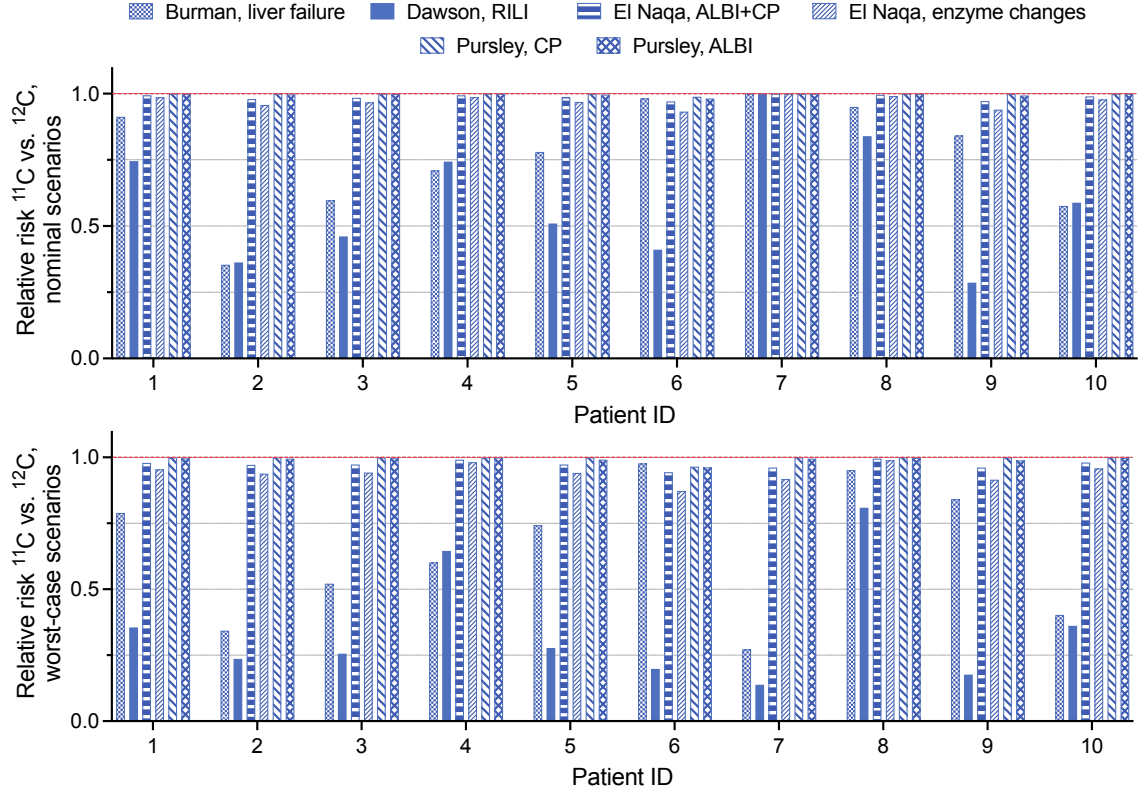 Burman, liver failure Dawson, RILI El Naqa, ALBI+CP El Naqa, enzyme changes
Pursley, CP Pursley, ALBI
Relative risk ¹¹C vs. ¹²C,
nominal scenarios
1.0
0.5
0.0
1 2 3 4 5 6 7 8 9 10
Patient ID
Relative risk ¹¹C vs. ¹²C,
worst-case scenarios
1.0
0.5
0.0
1 2 3 4 5 6 7 8 9 10
Patient ID